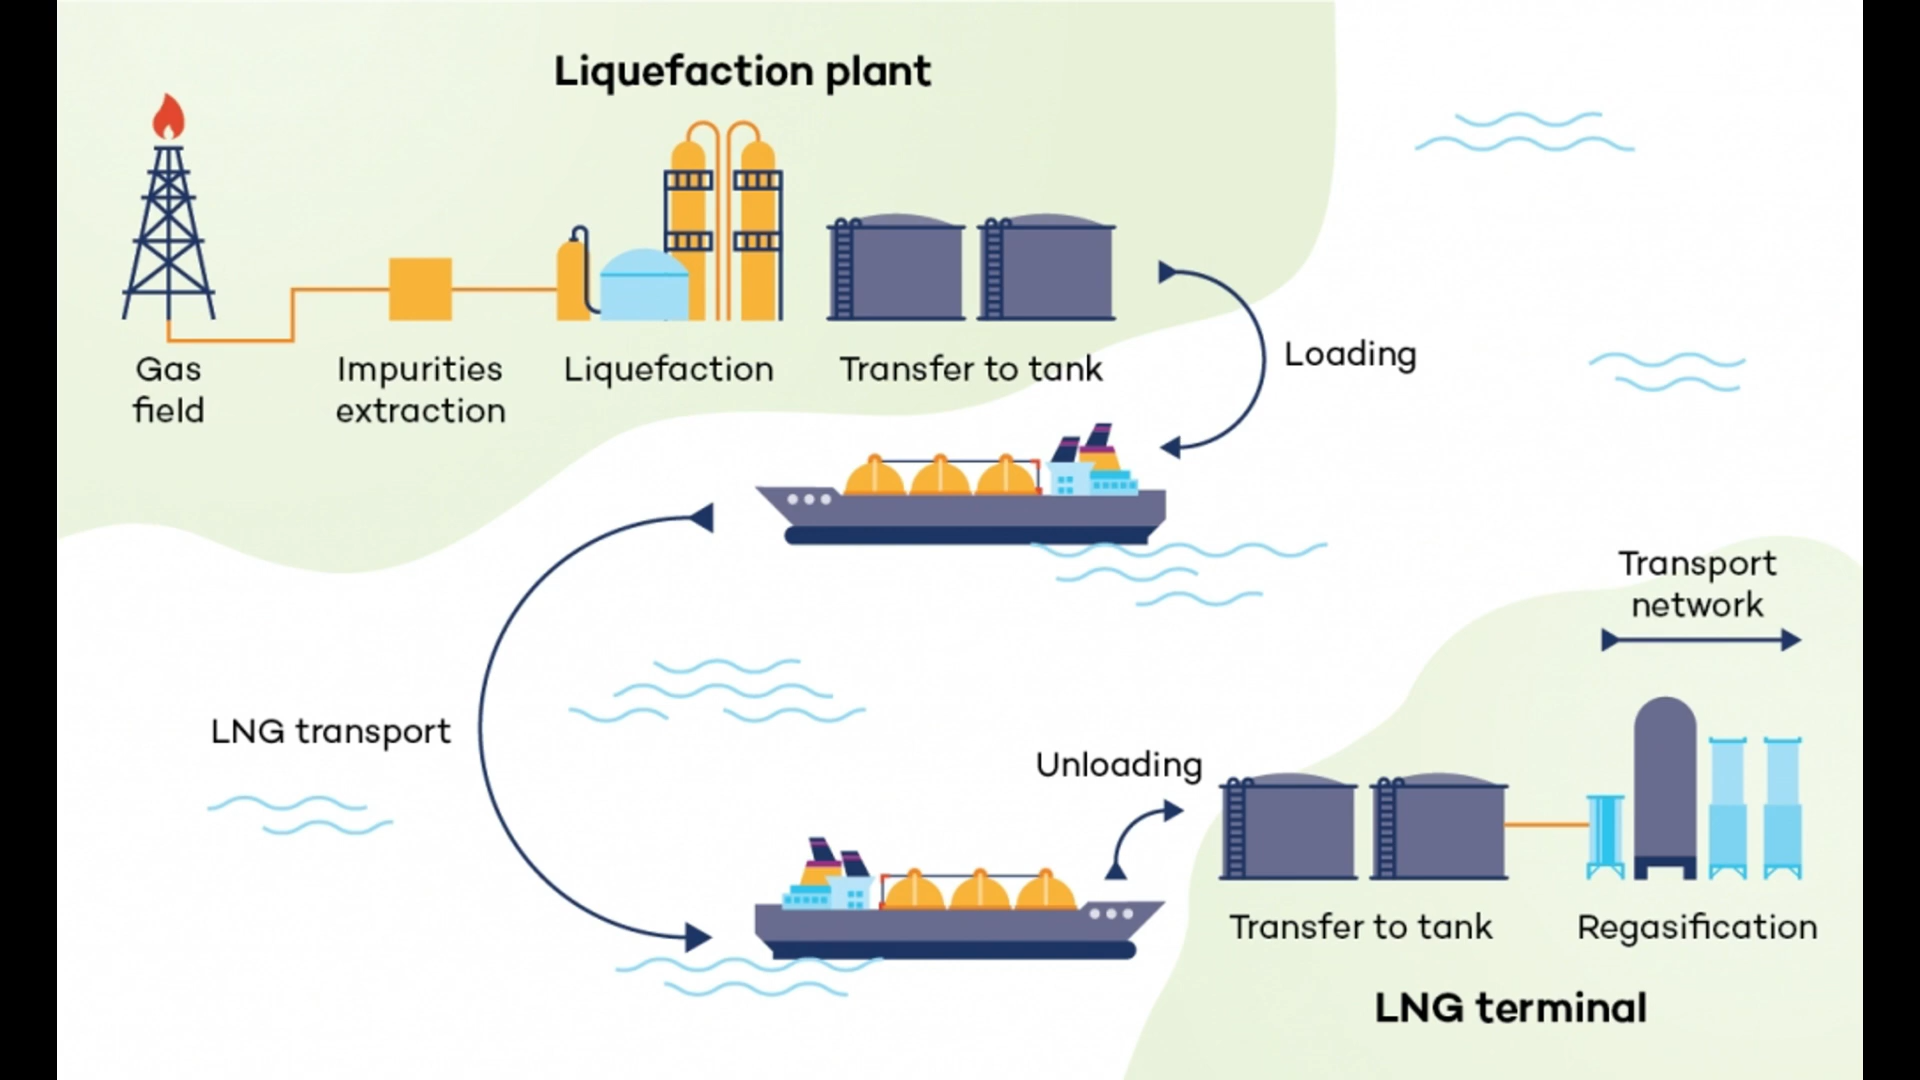 Liquefaction plant
Gas
field
Impurities
extraction
Liquefaction
Transfer to tank
Loading
LNG transport
Transport
network
Unloading
Transfer to tank
Regasification
LNG terminal